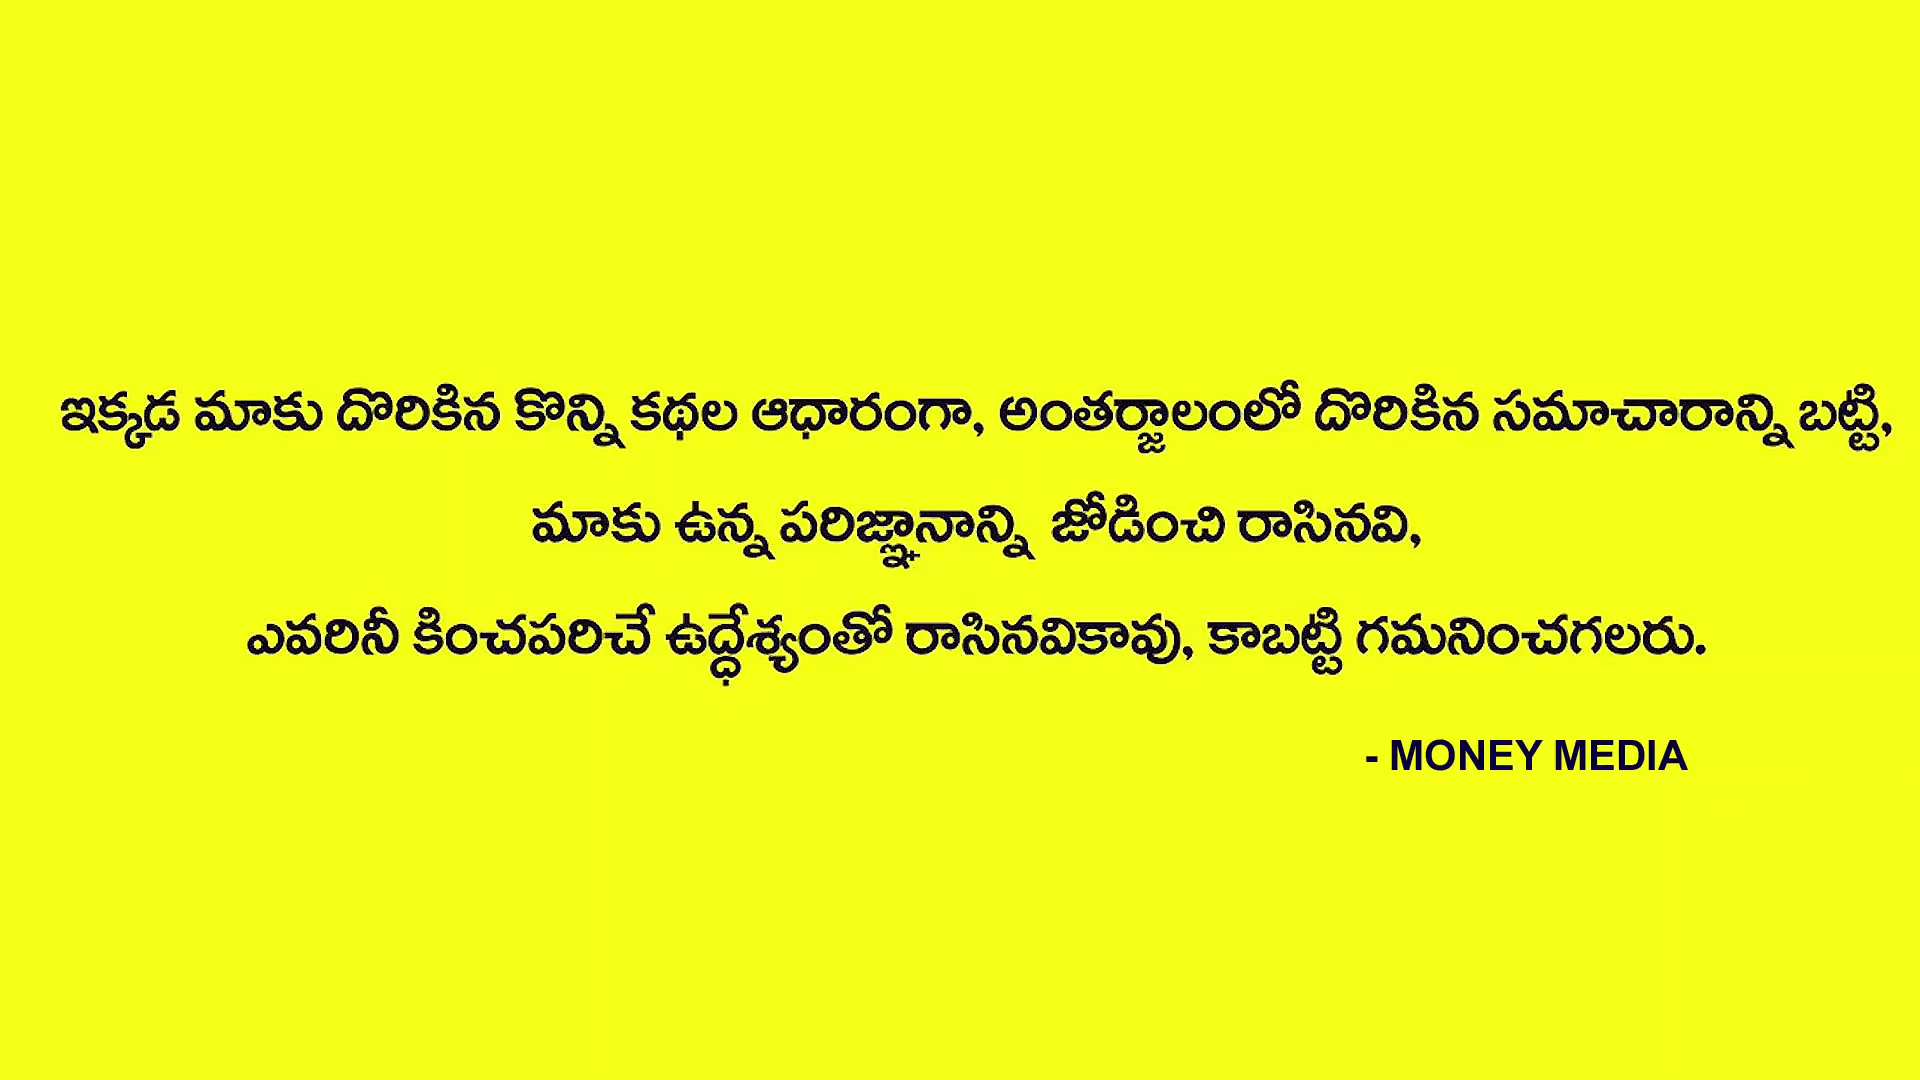 ఇక్కడ మాకు దొరికిన కొన్ని కథల ఆధారంగా, అంతర్జాలంలో దొరికిన సమాచారాన్ని బట్టి,
మాకు ఉన్న పరిజ్ఞానాన్ని జోడించి రాసినవి,
ఎవరినీ కించపరిచే ఉద్ధేశ్యంతో రాసినవికావు, కాబట్టి గమనించగలరు.
- MONEY MEDIA